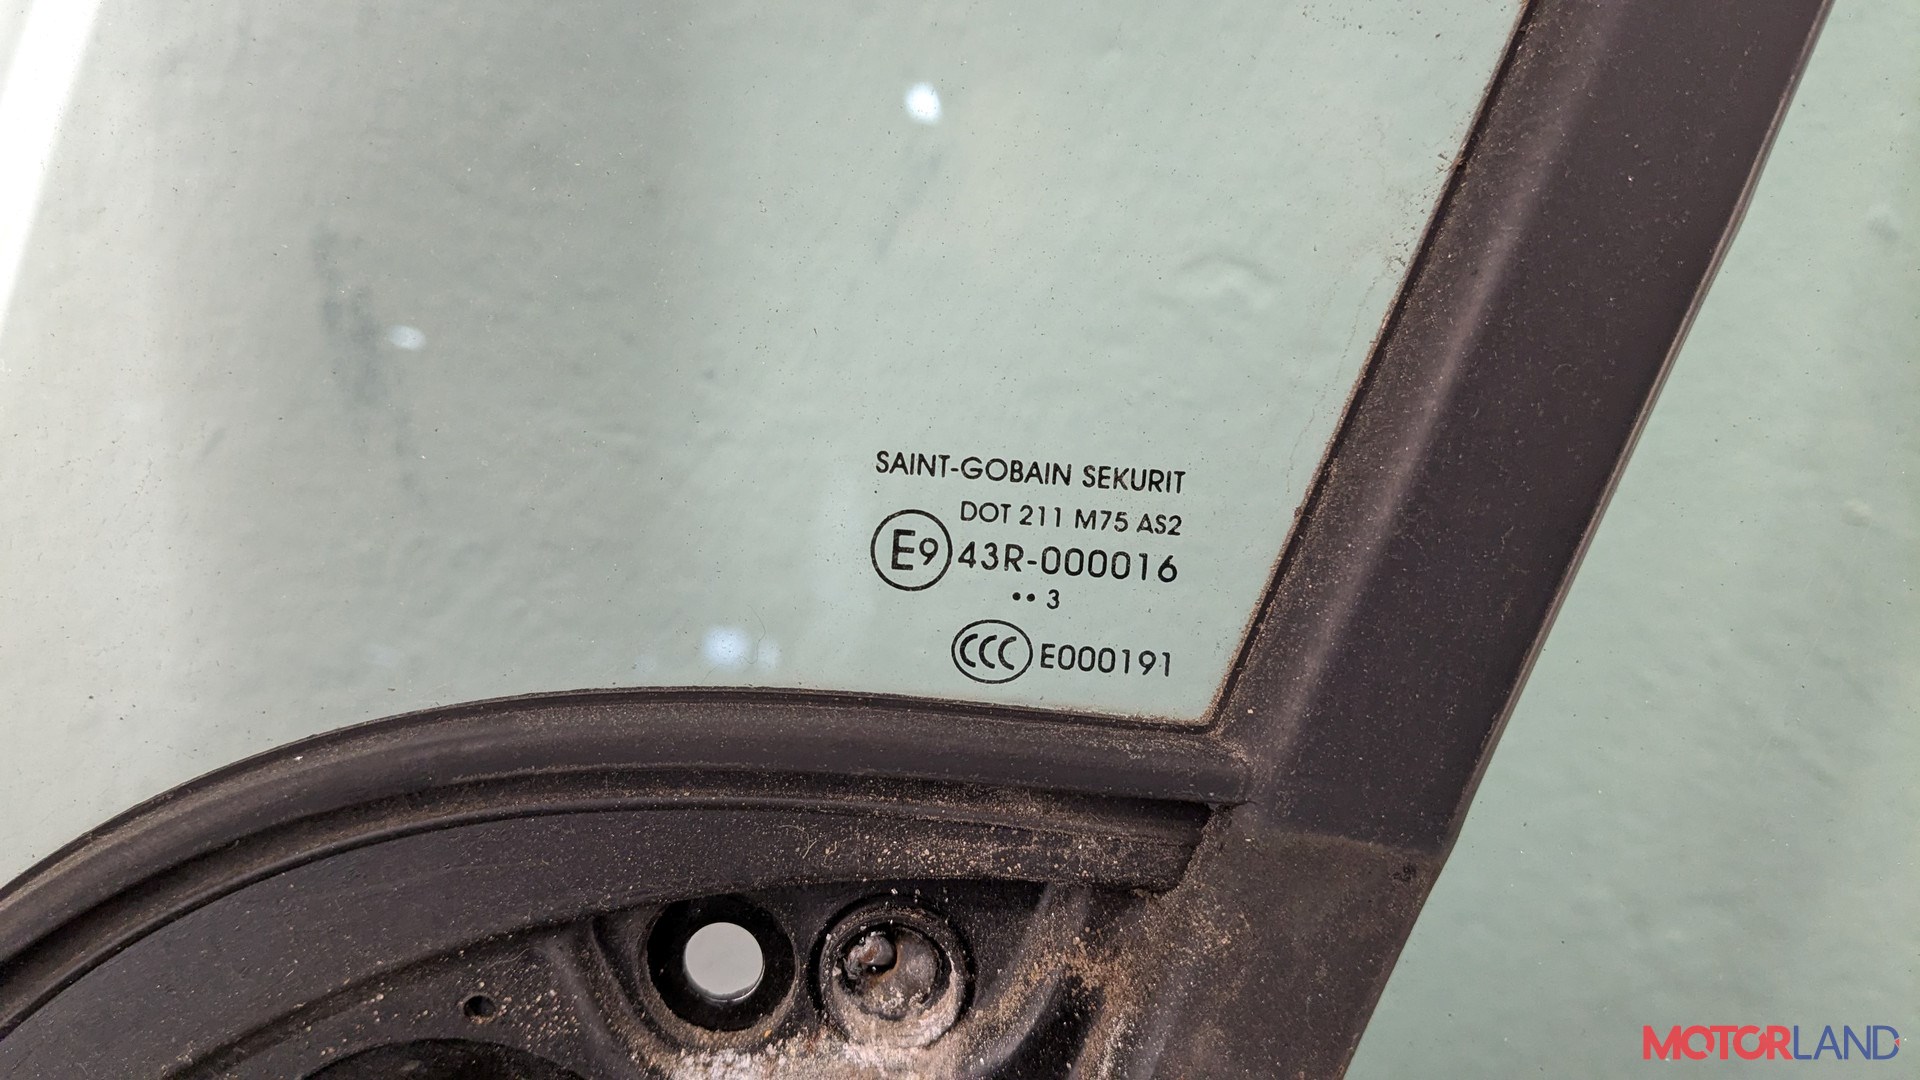 SAINT-GOBAIN SEKURIT
DOT 211 M75 AS2
E9 43R-000016
•• 3
CCC E000191
MOTORLAND